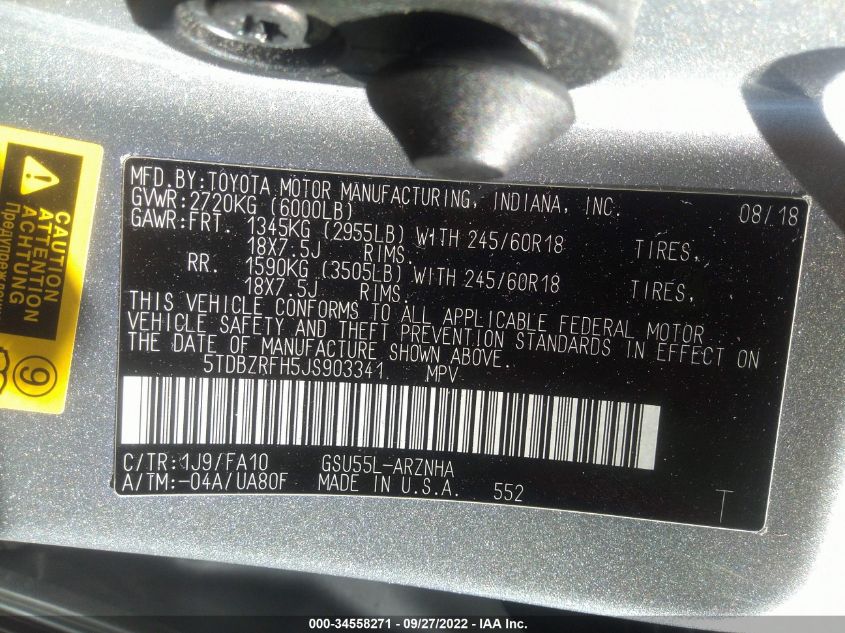 CAUTION
ACHTUNG
Предупреж
9
MFD.BY:TOYOTA MOTOR MANUFACTURING, INDIANA, INC. 08/18
GVWR:2720KG (6000LB)
GAWR:FRT. 1345KG (2955LB) WITH 245/60R18 TIRES,
18X7.5J RIMS.
RR. 1590KG (3505LB) WITH 245/60R18 TIRES,
18X7.5J RIMS.
THIS VEHICLE CONFORMS TO ALL APPLICABLE FEDERAL MOTOR
VEHICLE SAFETY AND THEFT PREVENTION STANDARDS IN EFFECT ON
THE DATE OF MANUFACTURE SHOWN ABOVE.
5TDBZRFH5JS903341 MPV
C/TR:1J9/FA10 GSU55L-ARZNHA
A/TM:-04A/UA80F MADE IN U.S.A. 552 T
000-34558271 - 09/27/2022 - IAA Inc.